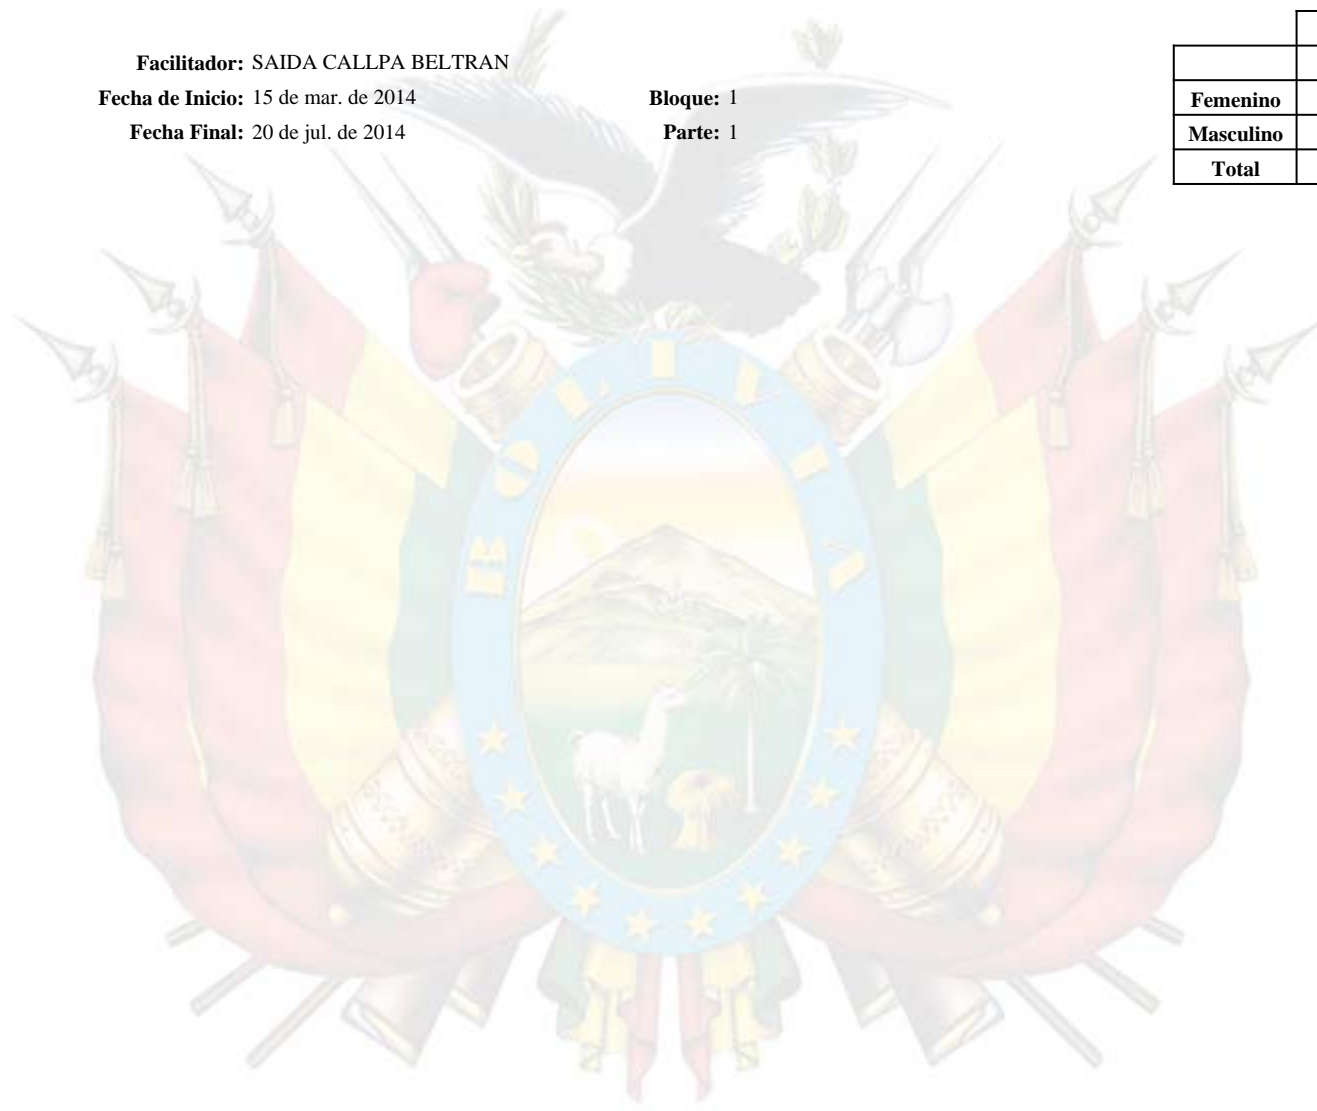 Facilitador: SAIDA CALLPA BELTRAN
Fecha de Inicio: 15 de mar. de 2014 Bloque: 1
Fecha Final: 20 de jul. de 2014 Parte: 1
Femenino
Masculino
Total
BOLIVIA